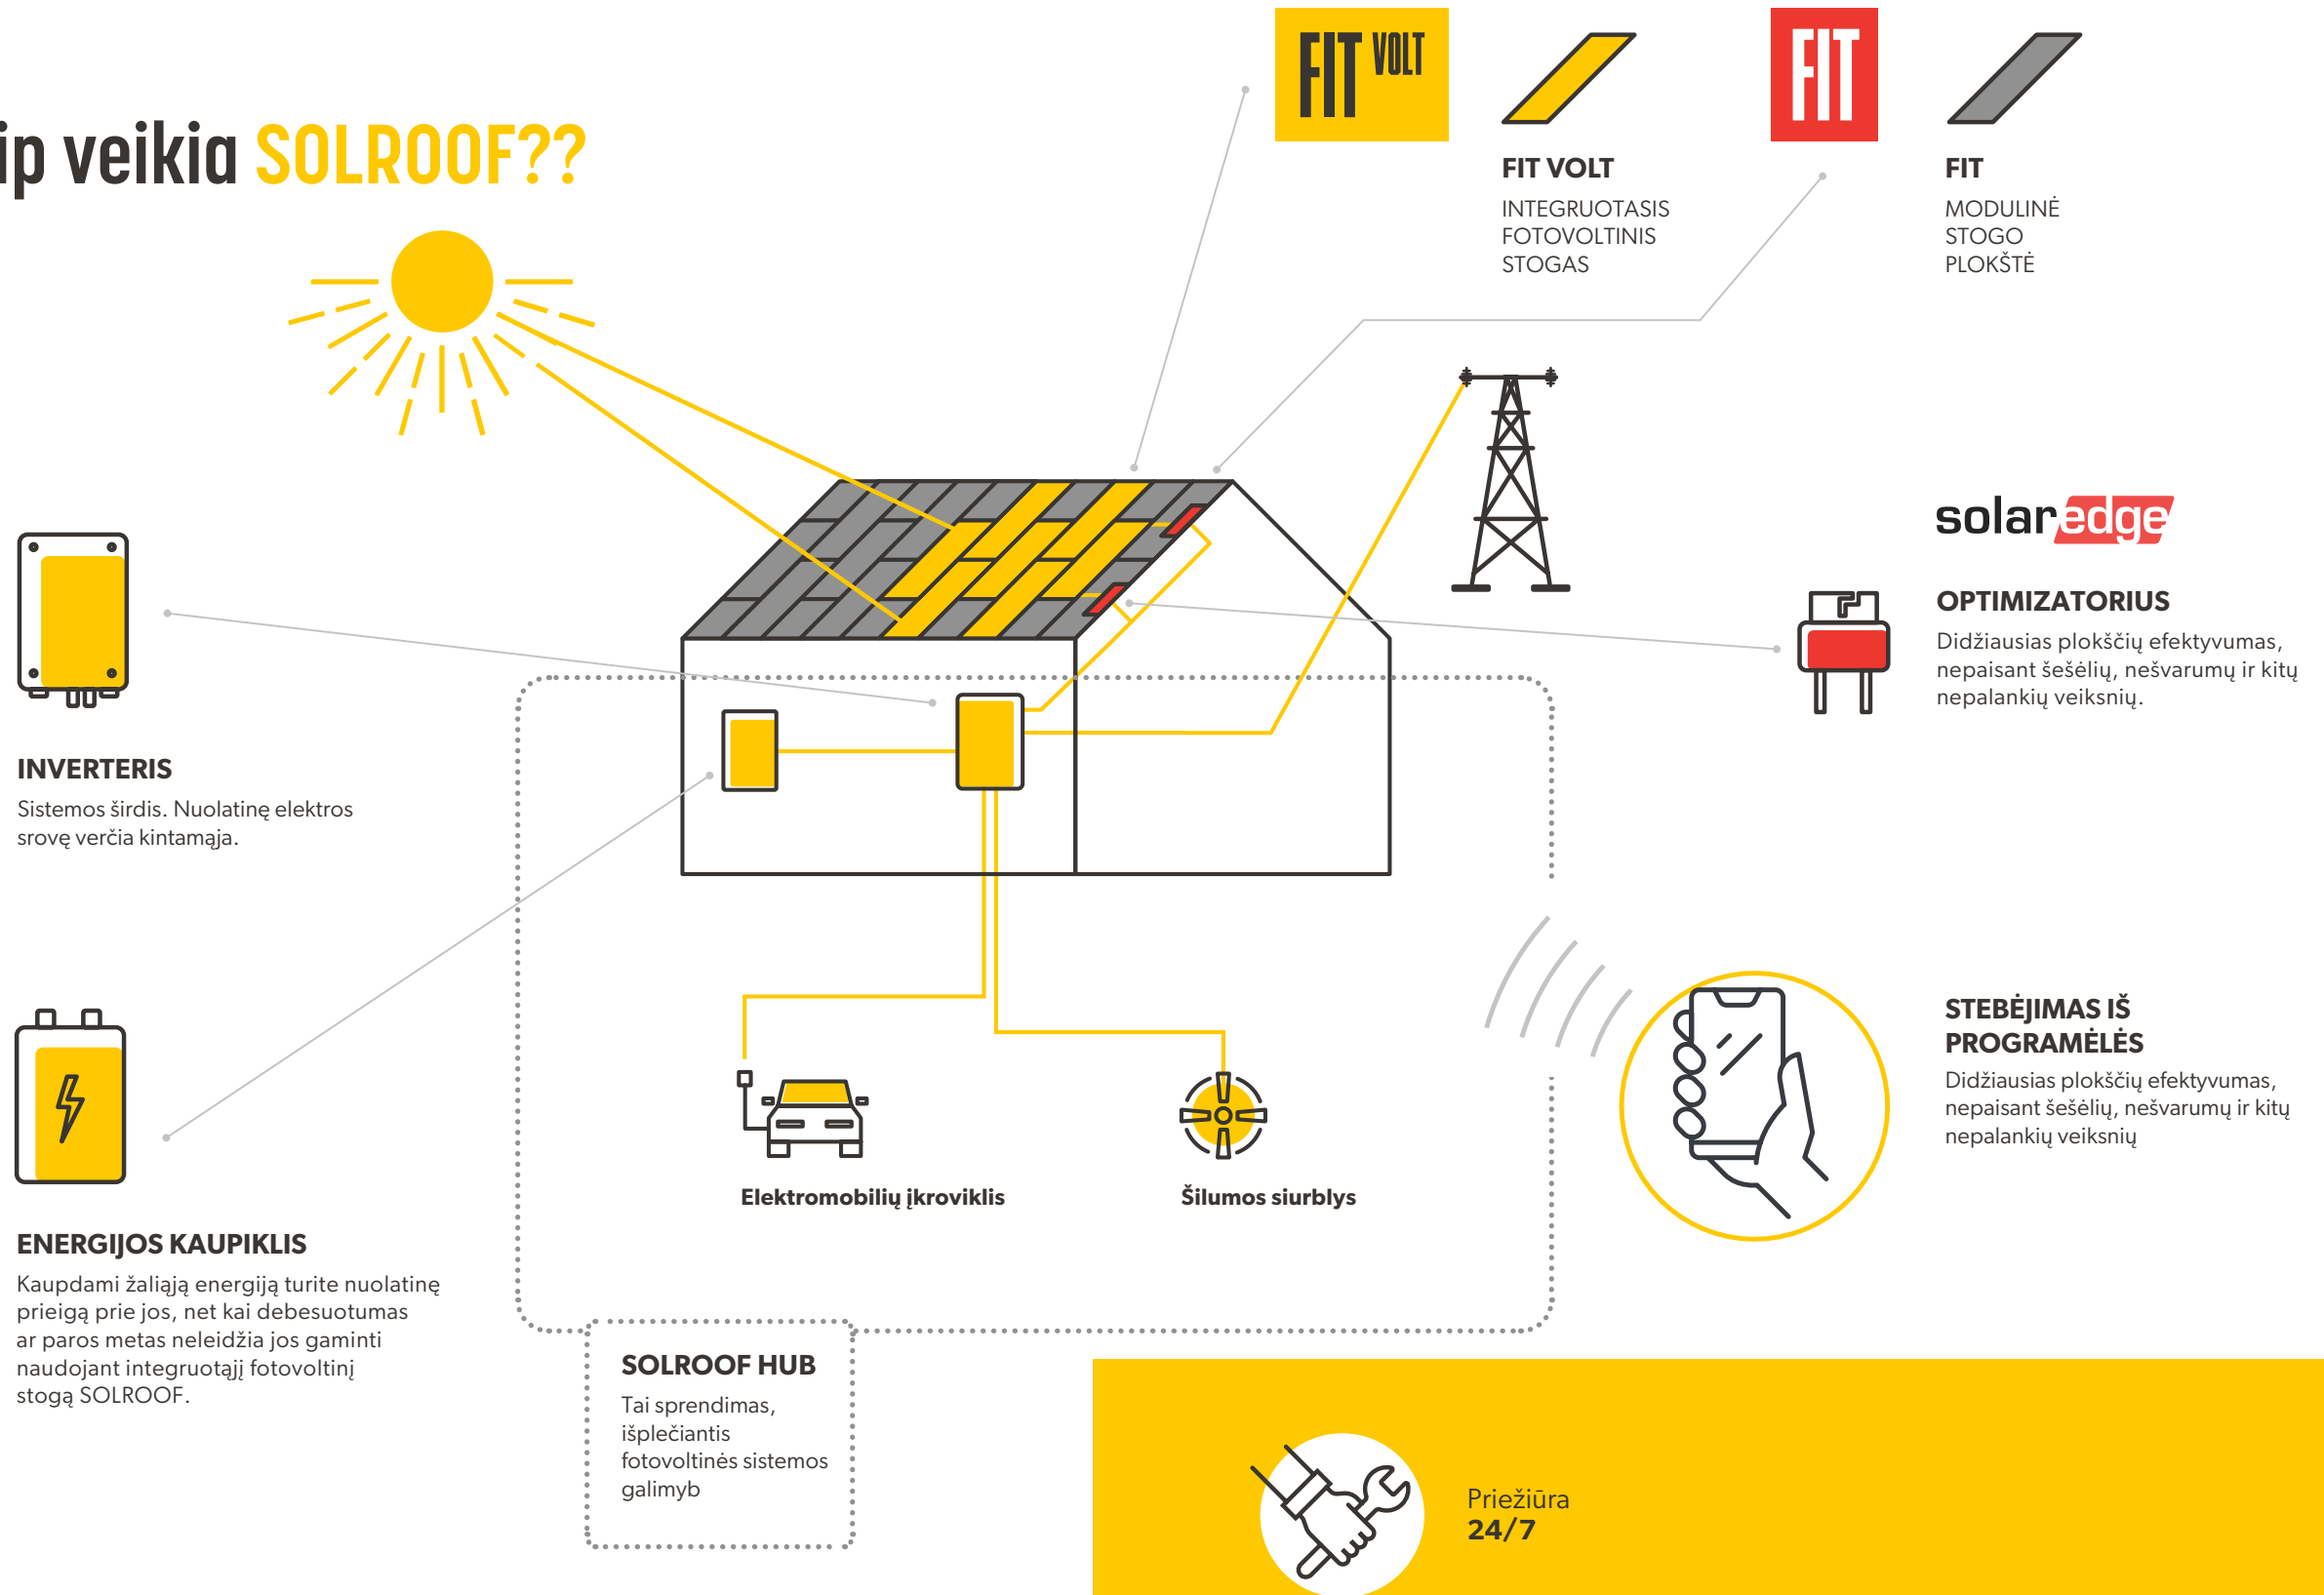 ip veikia SOLROOF??
FIT VOLT
FIT VOLT
INTEGRUOTASIS
FOTOVOLTINIS
STOGAS
FIT
FIT
MODULINĖ
STOGO
PLOKŠTĖ
solaredge
OPTIMIZATORIUS
Didžiausias plokščių efektyvumas,
nepaisant šešėlių, nešvarumų ir kitų
nepalankių veiksnių.
INVERTERIS
Sistemos širdis. Nuolatinę elektros
srovę verčia kintamąja.
STEBĖJIMAS IŠ
PROGRAMĖLĖS
Didžiausias plokščių efektyvumas,
nepaisant šešėlių, nešvarumų ir kitų
nepalankių veiksnių
Elektromobilių įkroviklis
Šilumos siurblys
ENERGIJOS KAUPIKLIS
Kaupdami žaliąją energiją turite nuolatinę
prieigą prie jos, net kai debesuotumas
ar paros metas neleidžia jos gaminti
naudojant integruotąjį fotovoltinį
stogą SOLROOF.
SOLROOF HUB
Tai sprendimas,
išplečiantis
fotovoltinės sistemos
galimyb
Priežiūra
24/7